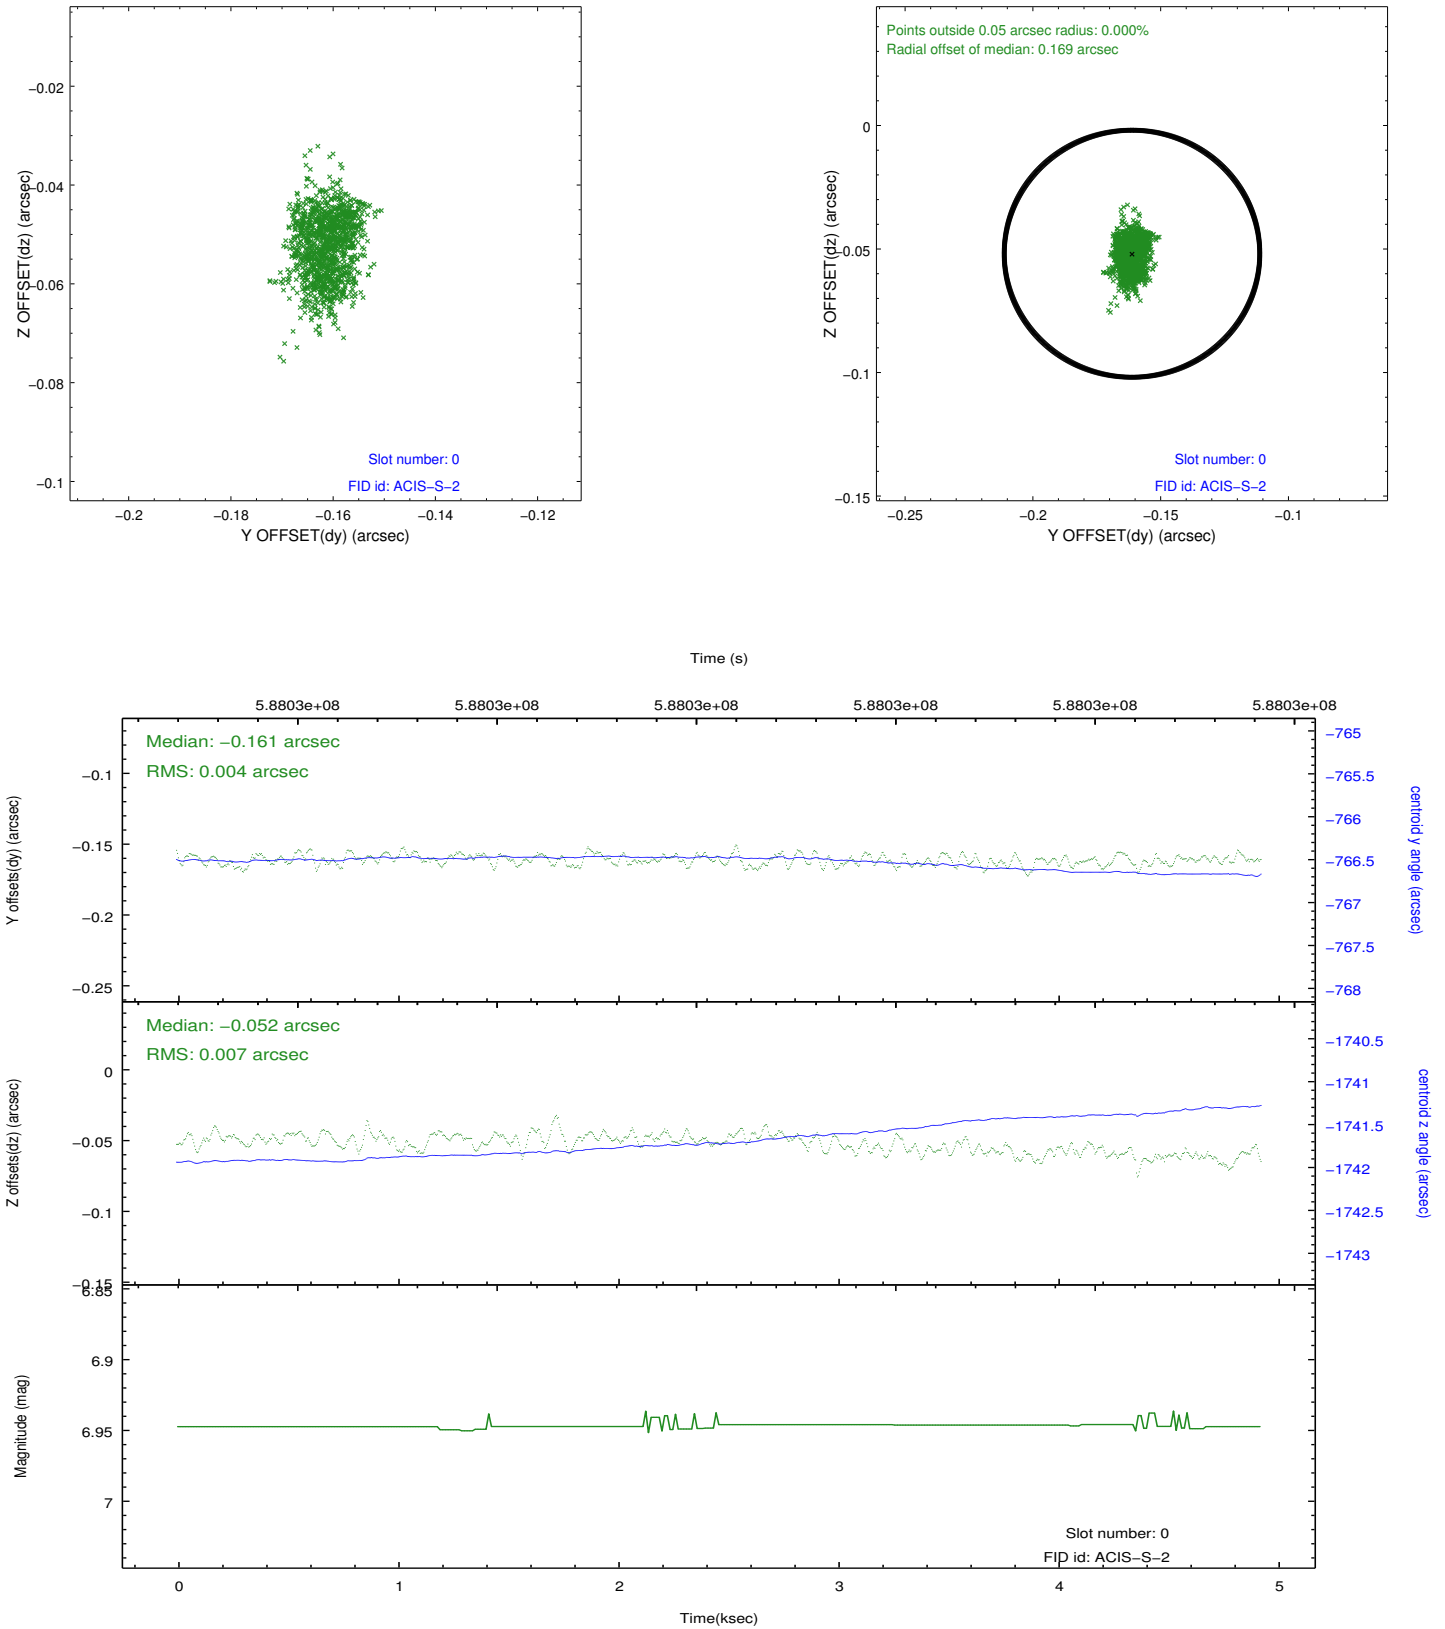 −0.02
−0.04
−0.06
−0.08
−0.1
Z OFFSET(dz) (arcsec)
−0.2
−0.18
−0.16
−0.14
−0.12
Y OFFSET(dy) (arcsec)
Slot number: 0
FID id: ACIS−S−2
Points outside 0.05 arcsec radius: 0.000%
Radial offset of median: 0.169 arcsec
0
−0.05
−0.1
−0.15
Z OFFSET(dz) (arcsec)
Slot number: 0
FID id: ACIS−S−2
−0.25
−0.2
−0.15
−0.1
Y OFFSET(dy) (arcsec)
Time (s)
5.8803e+08
5.8803e+08
5.8803e+08
5.8803e+08
5.8803e+08
5.8803e+08
Median: −0.161 arcsec
RMS: 0.004 arcsec
−0.1
−0.15
−0.2
−0.25
Y offsets(dy) (arcsec)
−765
−765.5
−766
−766.5
−767
−767.5
−768
centroid y angle (arcsec)
Median: −0.052 arcsec
RMS: 0.007 arcsec
0
−0.05
−0.1
−0.15
Z offsets(dz) (arcsec)
−1740.5
−1741
−1741.5
−1742
−1742.5
−1743
centroid z angle (arcsec)
6.85
6.9
6.95
7
Magnitude (mag)
Slot number: 0
FID id: ACIS−S−2
0
1
2
3
4
5
Time(ksec)